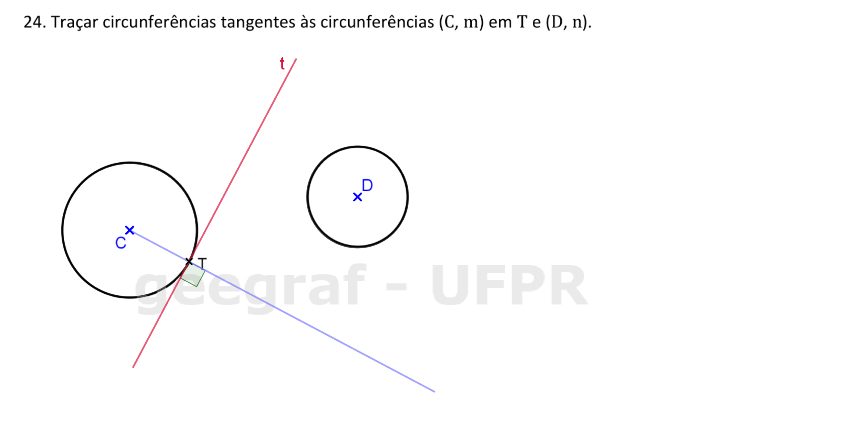 24. Traçar circunferências tangentes às circunferências (C, m) em T e (D, n).
t
D
C
T
geegraf - UFPR